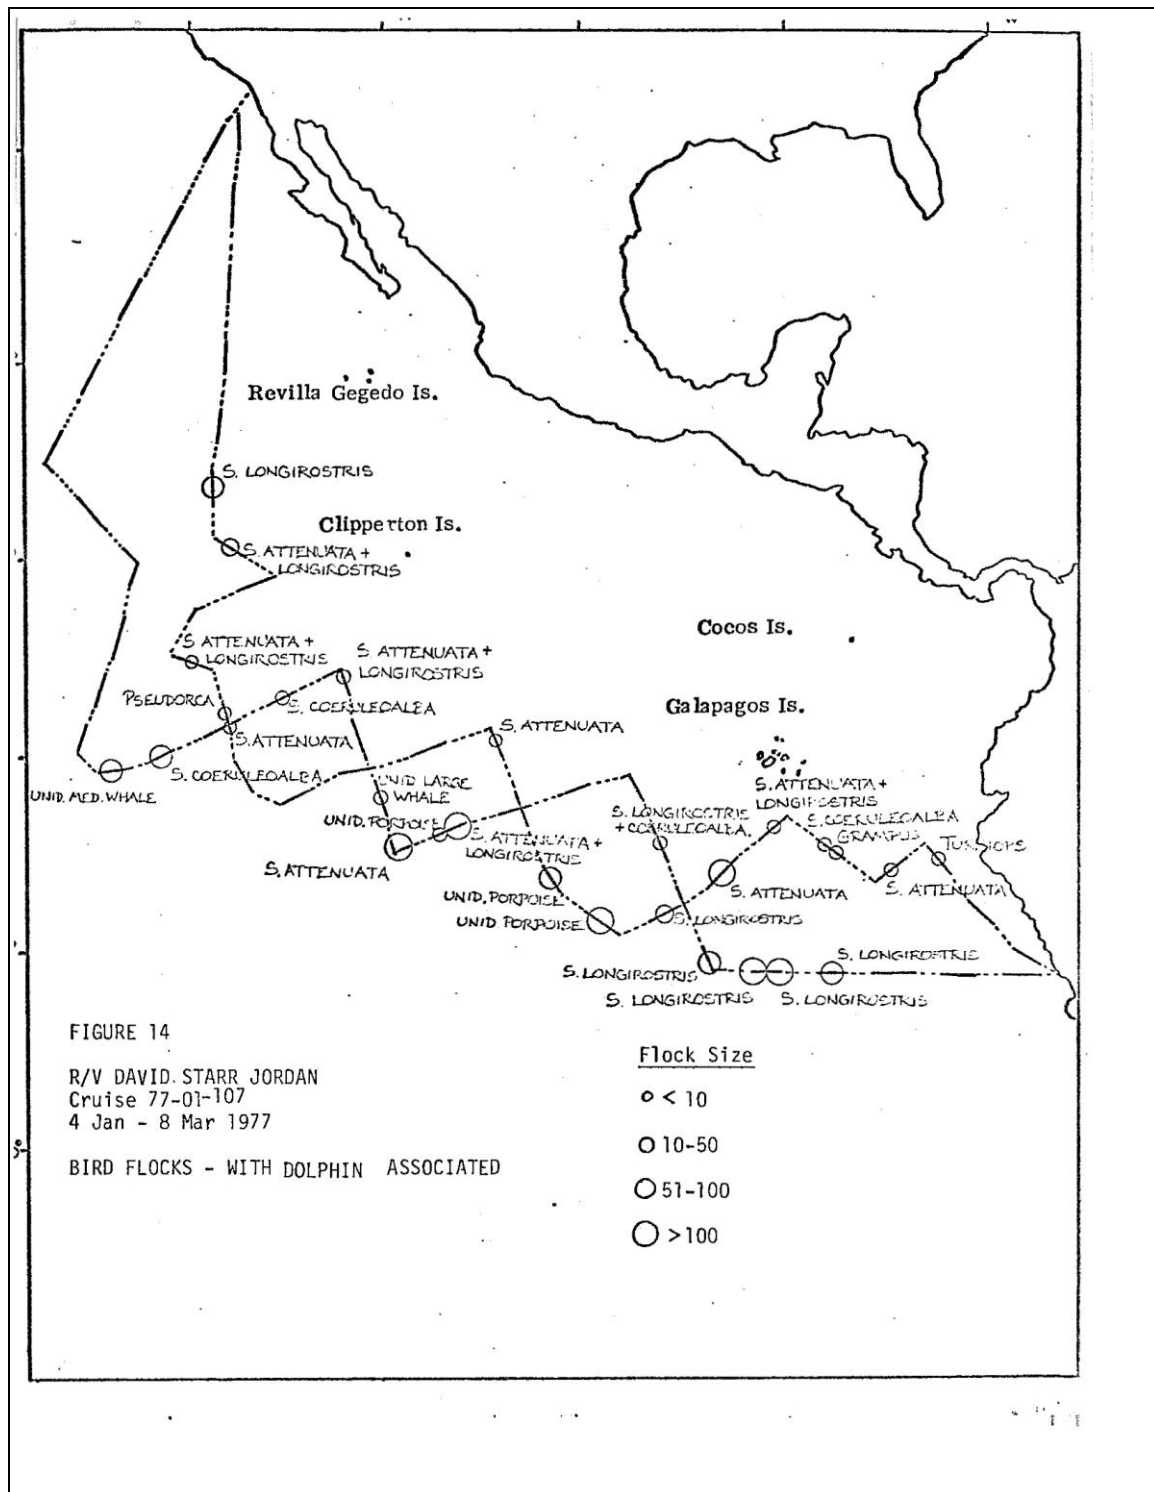 Revilla Gegedo Is.
S. LONGIROSTRIS
Clipperton Is.
S. ATTENUATA +
LONGIROSTRIS
S ATTENUATA +
LONGIROSTRIS
S. ATTENUATA +
LONGIROSTRIS
Cocos Is.
PSEUDORCA
S. COERULEOALBA
Galapagos Is.
S. ATTENUATA
S. ATTENUATA
S. COERULEOALBA
UNID. MED. WHALE
UNID LARGE
WHALE
S. ATTENUATA +
LONGIROSTRIS
UNID. PORPOISE
S. LONGIROSTRIS
+ COERULEOALBA.
S. COERULEOALBA
GRAMPUS
TURSIOPS
S. ATTENUATA +
LONGIROSTRIS
S. ATTENUATA
S. ATTENUATA
S. ATTENUATA
UNID. PORPOISE
UNID PORPOISE
S. LONGIROSTRIS
S. LONGIROSTRIS
S. LONGIROSTRIS
S. LONGIROSTRIS
S. LONGIROSTRIS
FIGURE 14
R/V DAVID STARR JORDAN
Cruise 77-01-107
4 Jan - 8 Mar 1977
BIRD FLOCKS - WITH DOLPHIN ASSOCIATED
Flock Size
< 10
10-50
51-100
>100